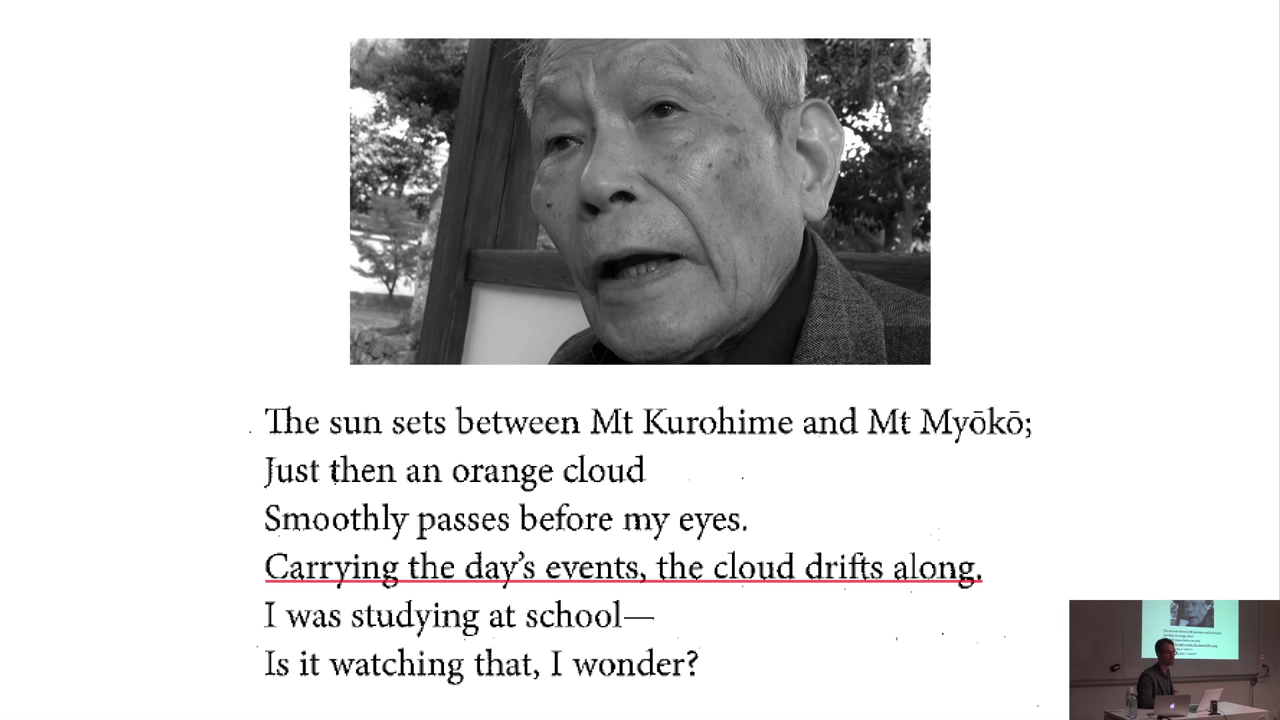 The sun sets between Mt Kurohime and Mt Myōkō;
Just then an orange cloud
Smoothly passes before my eyes.
Carrying the day’s events, the cloud drifts along.
I was studying at school—
Is it watching that, I wonder?